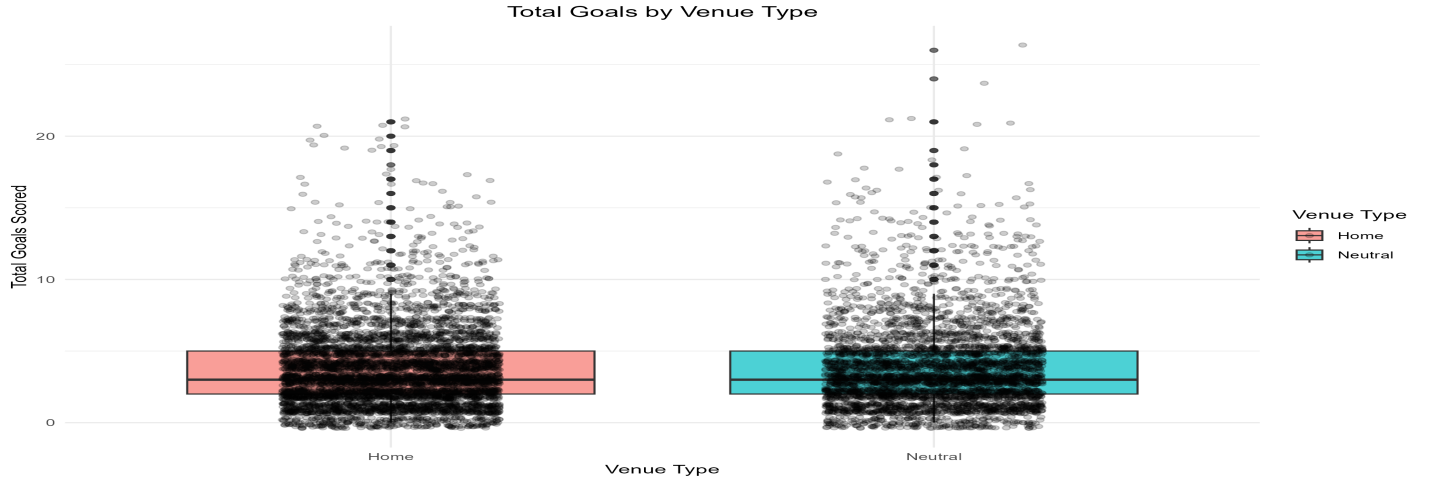 Total Goals by Venue Type
Total Goals Scored
20
10
0
Home
Neutral
Venue Type
Venue Type
Home
Neutral